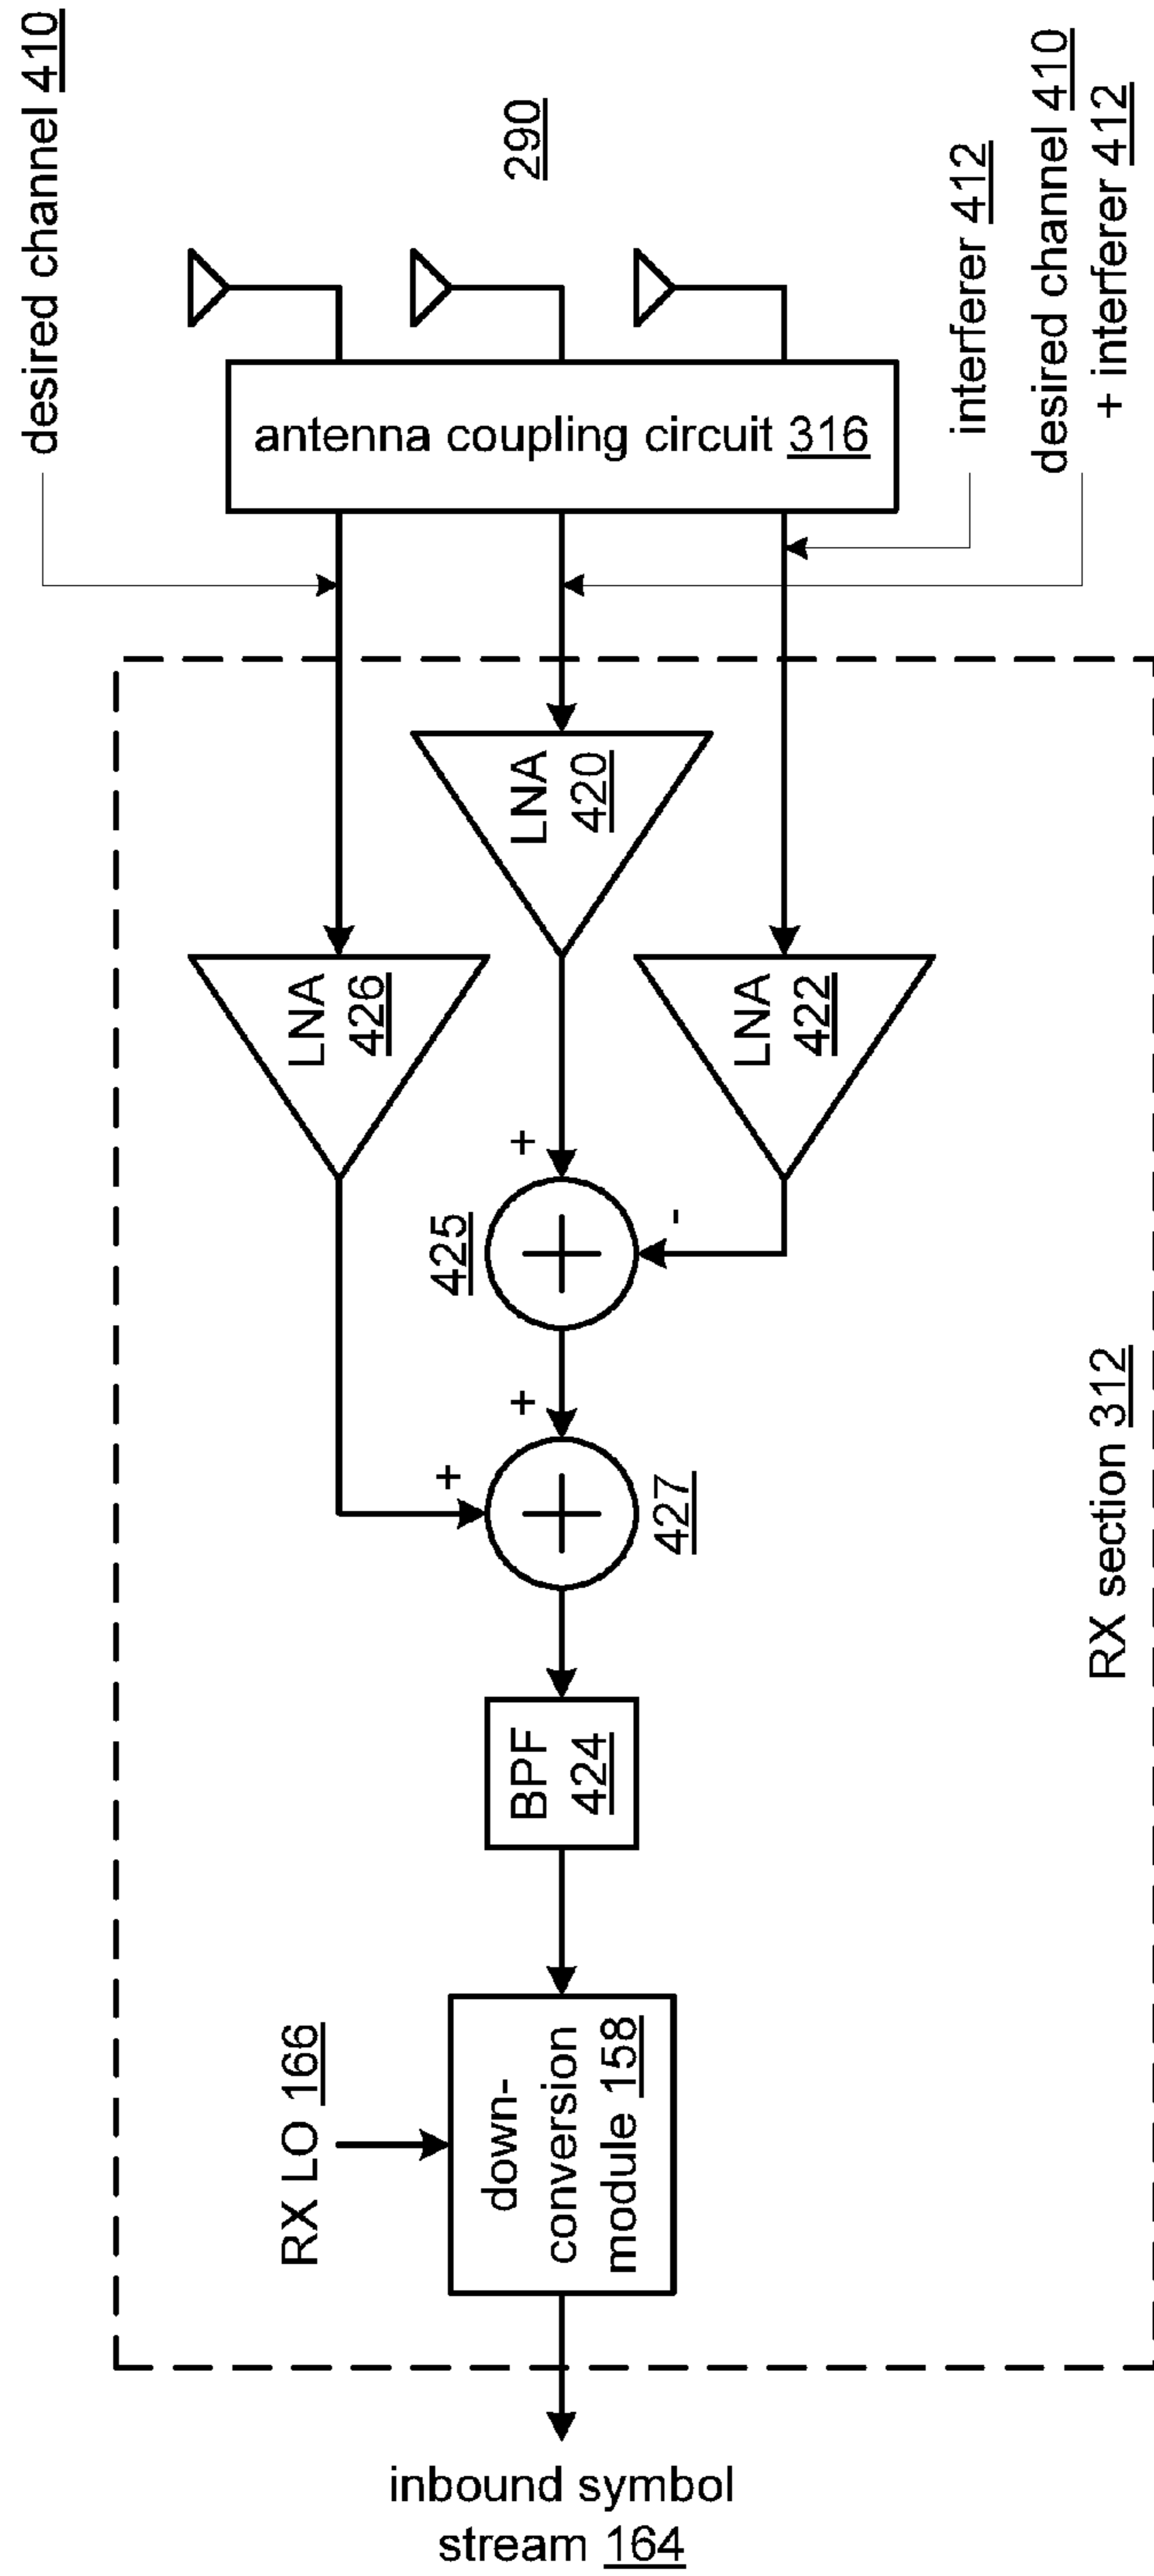 desired channel 410
290
antenna coupling circuit 316
interferer 412
desired channel 410
+ interferer 412
LNA
426
LNA
420
LNA
422
+
-
425
+
+
427
BPF
424
RX LO 166
down-
conversion
module 158
RX section 312
inbound symbol
stream 164